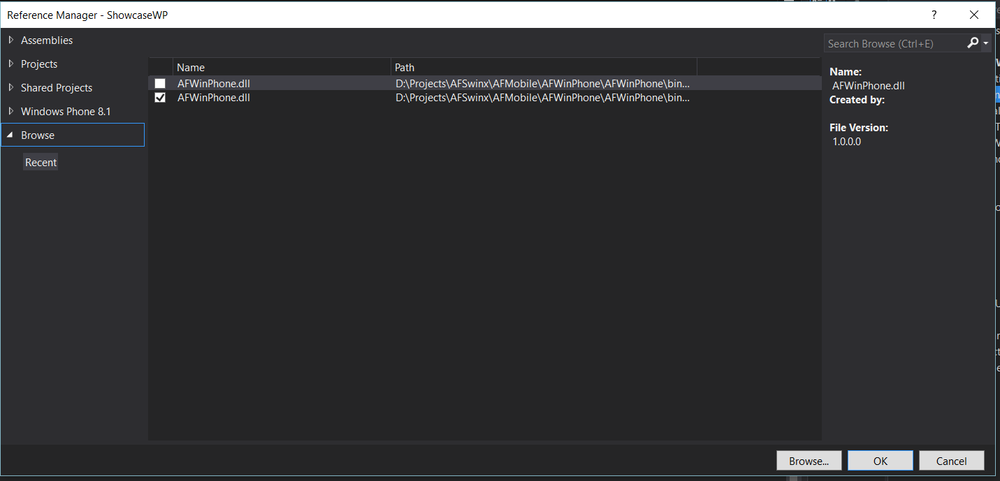 Reference Manager - ShowcaseWP
?
Assemblies
Projects
Shared Projects
Windows Phone 8.1
Browse
Recent
Name Path
AFWinPhone.dll D:\Projects\AFSwinx\AFMobile\AFWinPhone\AFWinPhone\bin...
AFWinPhone.dll D:\Projects\AFSwinx\AFMobile\AFWinPhone\AFWinPhone\bin...
Search Browse (Ctrl+E)
Name:
AFWinPhone.dll
Created by:
File Version:
1.0.0.0
Browse... OK Cancel